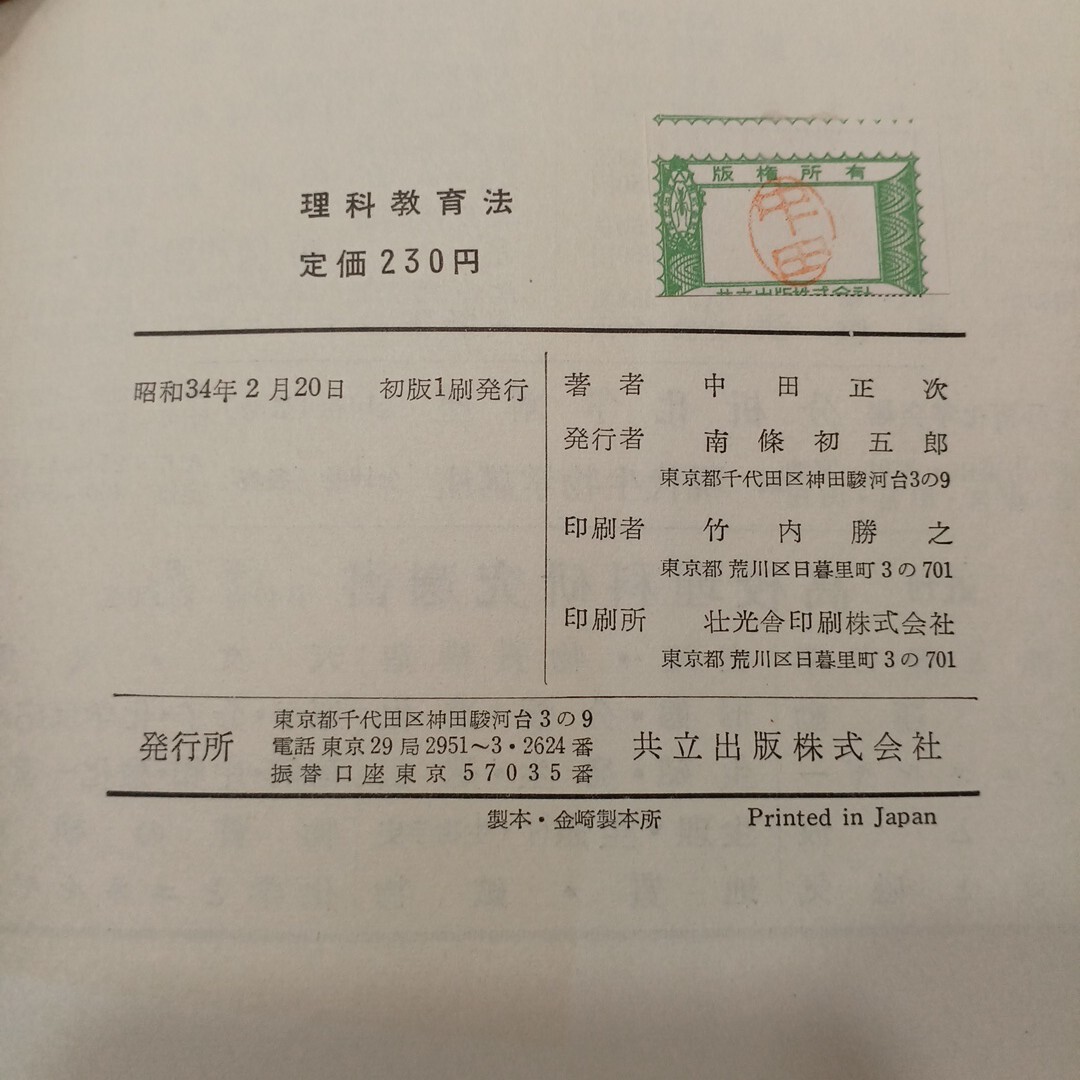 版権所有
中田
共立出版株式会社
理科教育法
定価230円
昭和34年2月20日 初版1刷発行
著者 中田正次
発行者 南條初五郎
東京都千代田区神田駿河台3の9
印刷者 竹内勝之
東京都荒川区日暮里町3の701
印刷所 壮光舎印刷株式会社
東京都荒川区日暮里町3の701
発行所
東京都千代田区神田駿河台3の9
電話東京29局2951〜3・2624番
振替口座東京57035番
共立出版株式会社
製本・金崎製本所 Printed in Japan